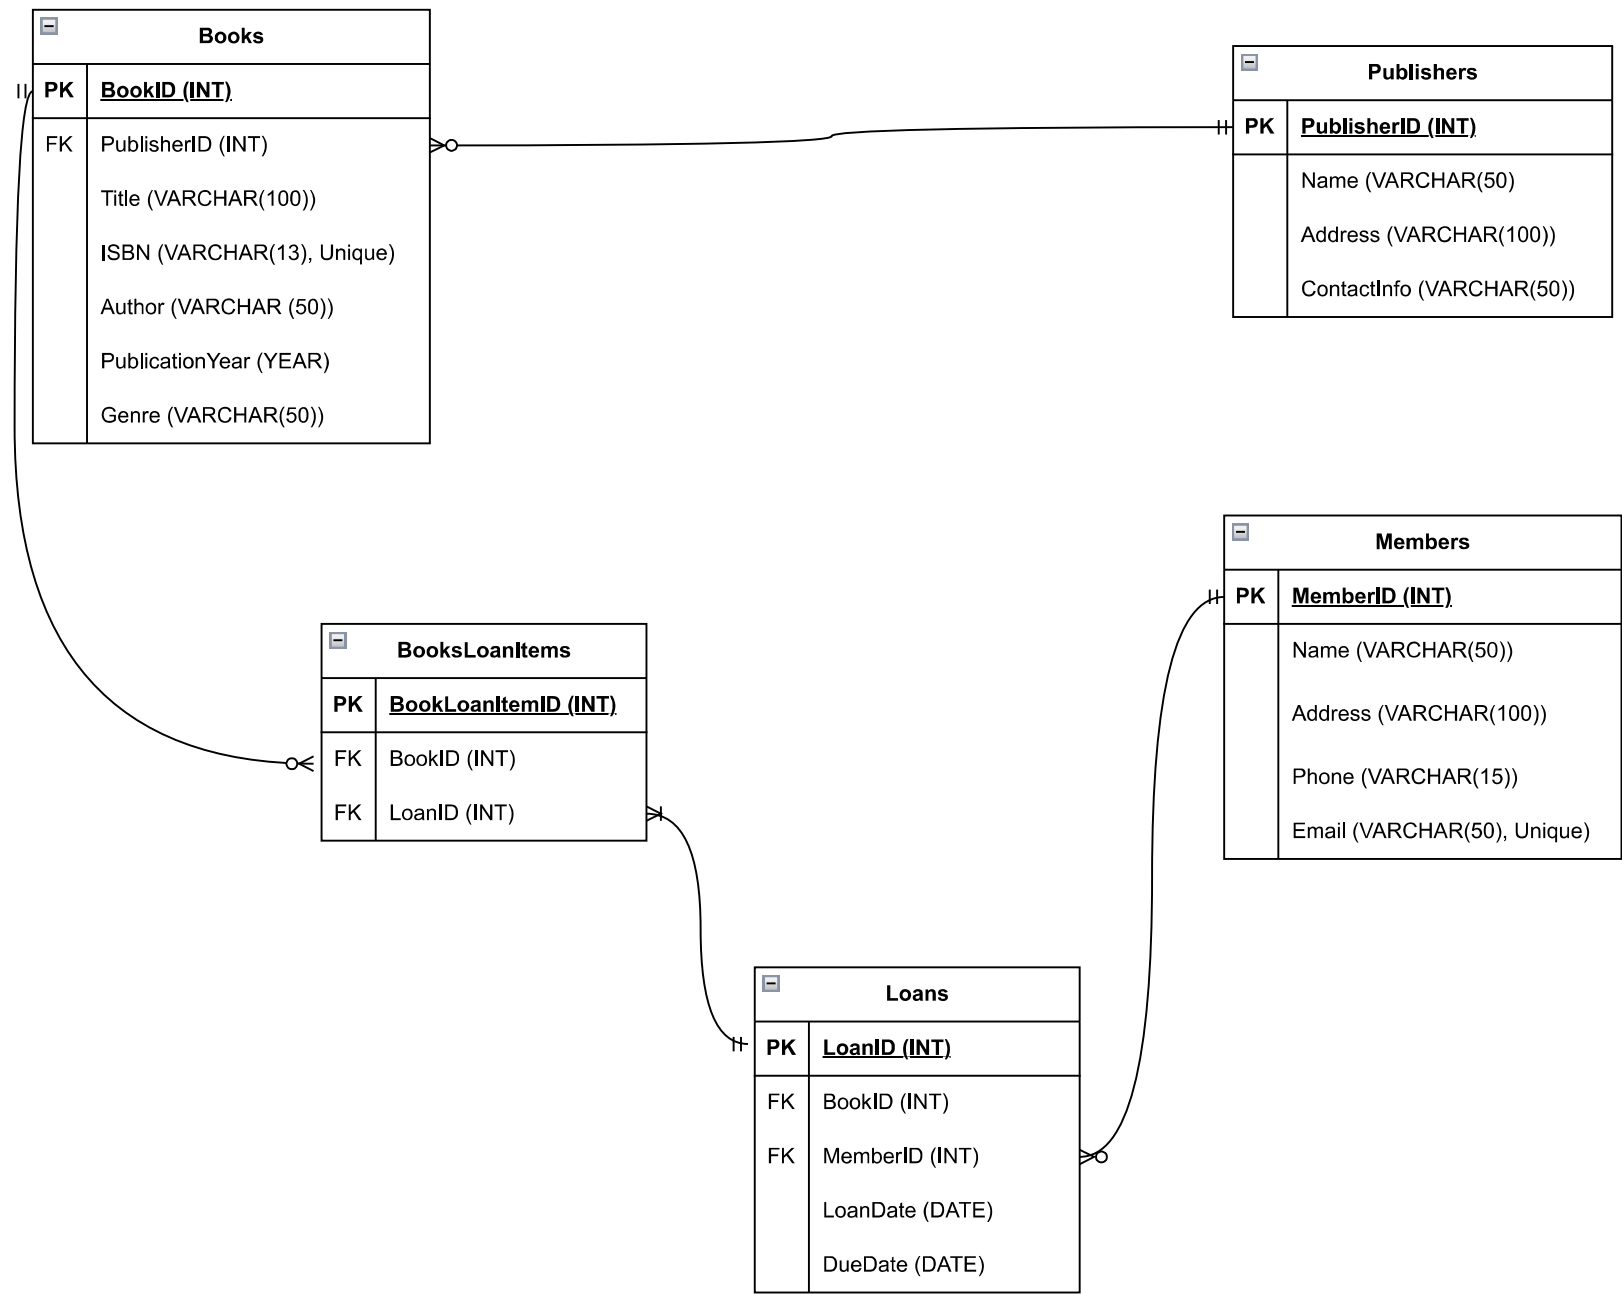 Books
PK BookID (INT)
FK PublisherID (INT)
Title (VARCHAR(100))
ISBN (VARCHAR(13), Unique)
Author (VARCHAR (50))
PublicationYear (YEAR)
Genre (VARCHAR(50))
Publishers
PK PublisherID (INT)
Name (VARCHAR(50)
Address (VARCHAR(100))
ContactInfo (VARCHAR(50))
Members
PK MemberID (INT)
Name (VARCHAR(50))
Address (VARCHAR(100))
Phone (VARCHAR(15))
Email (VARCHAR(50), Unique)
BooksLoanItems
PK BookLoanItemID (INT)
FK BookID (INT)
FK LoanID (INT)
Loans
PK LoanID (INT)
FK BookID (INT)
FK MemberID (INT)
LoanDate (DATE)
DueDate (DATE)